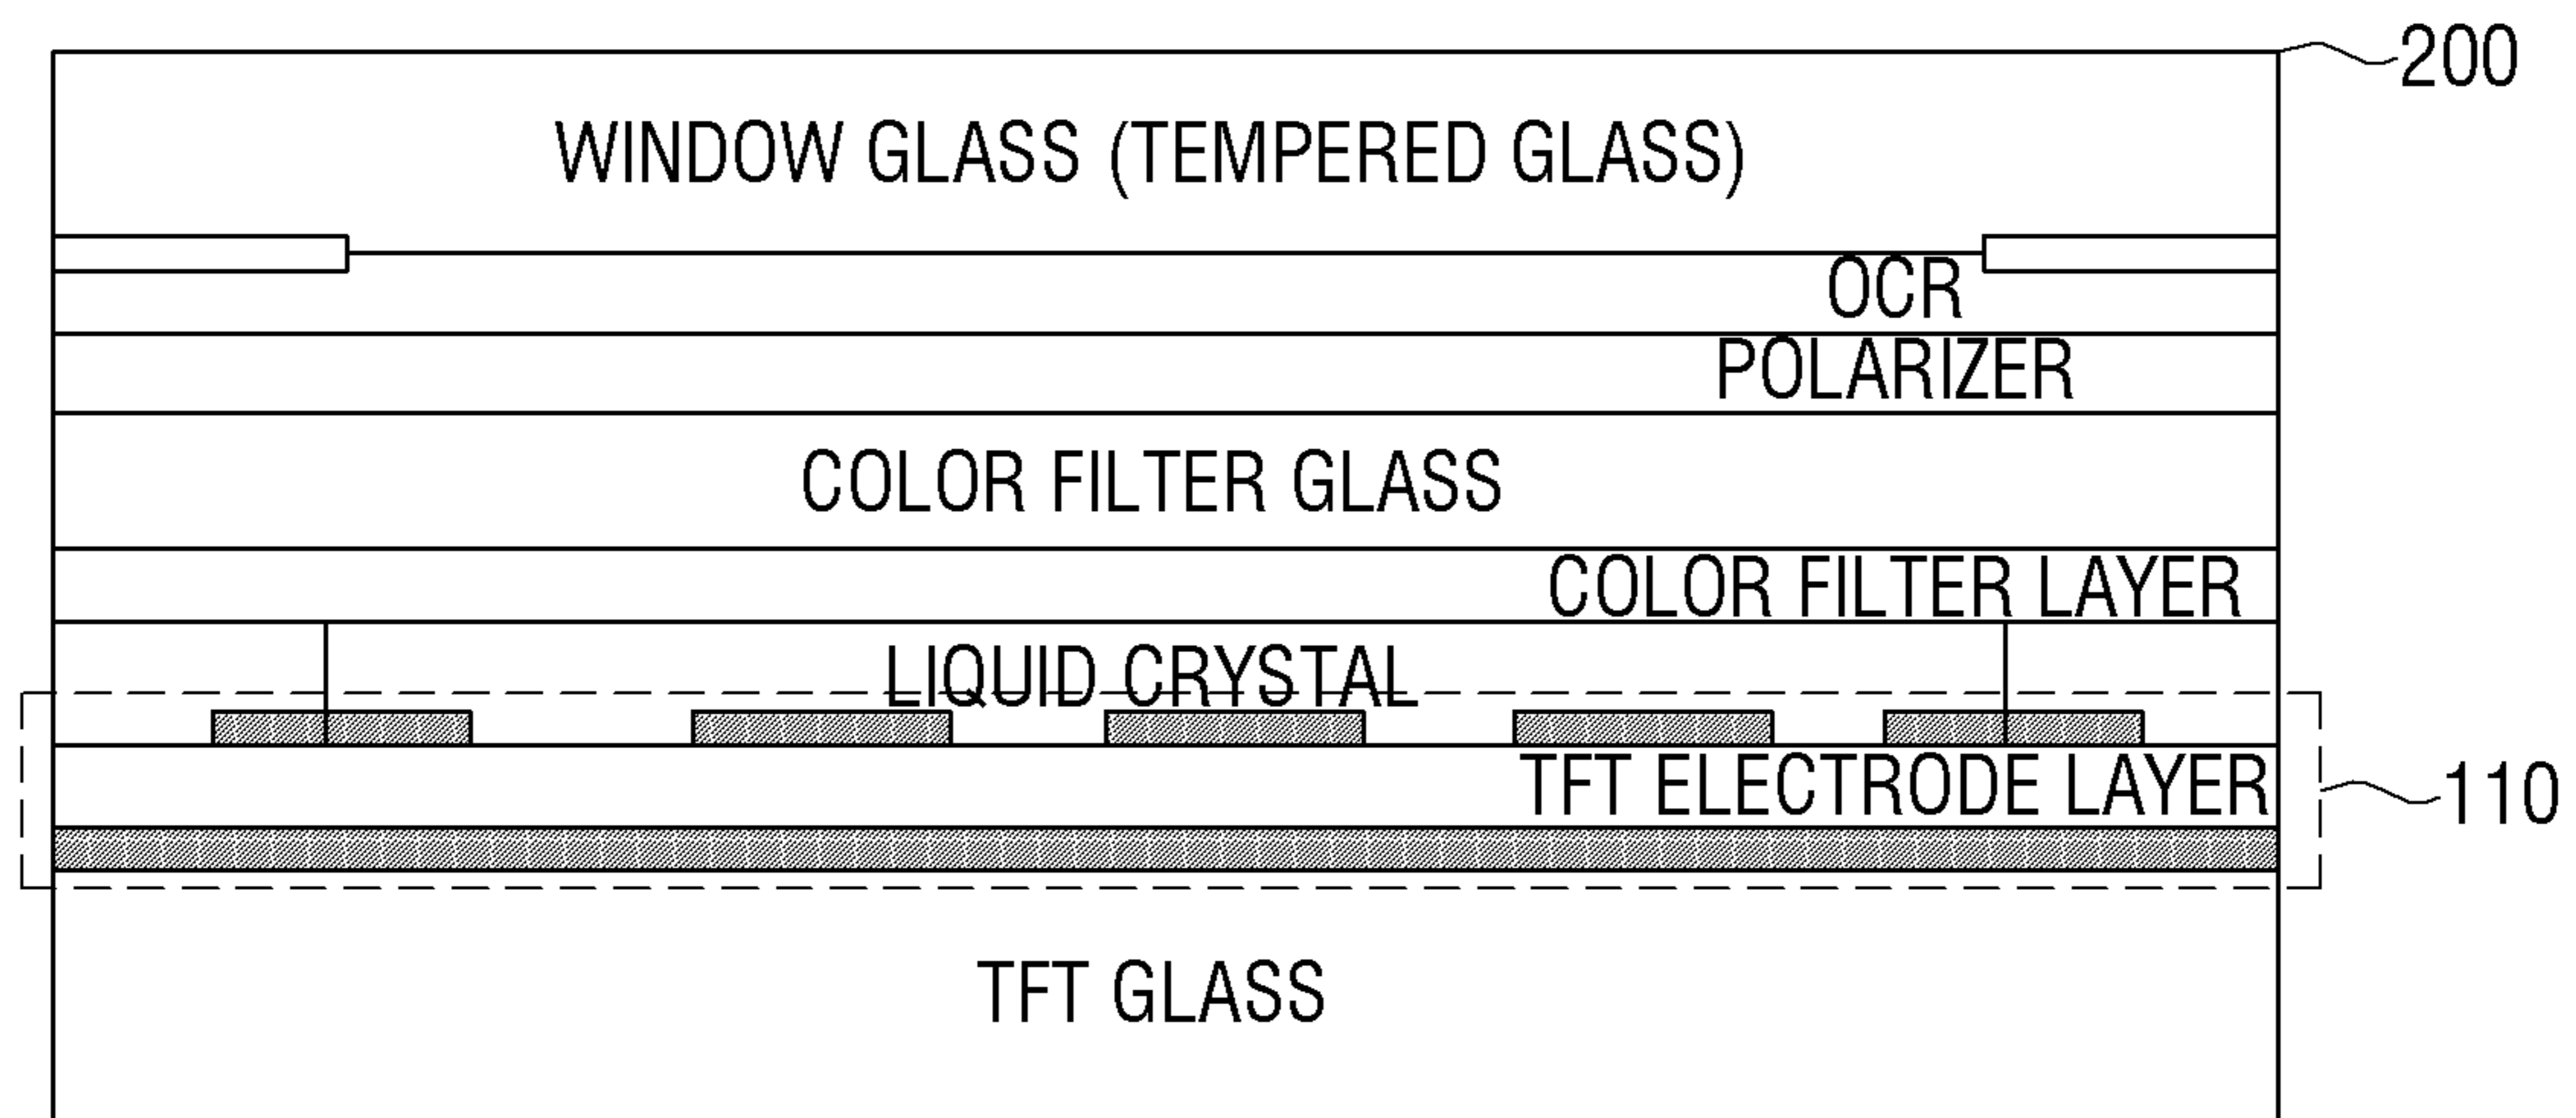 200
WINDOW GLASS (TEMPERED GLASS)
OCR
POLARIZER
COLOR FILTER GLASS
COLOR FILTER LAYER
LIQUID CRYSTAL
TFT ELECTRODE LAYER
110
TFT GLASS